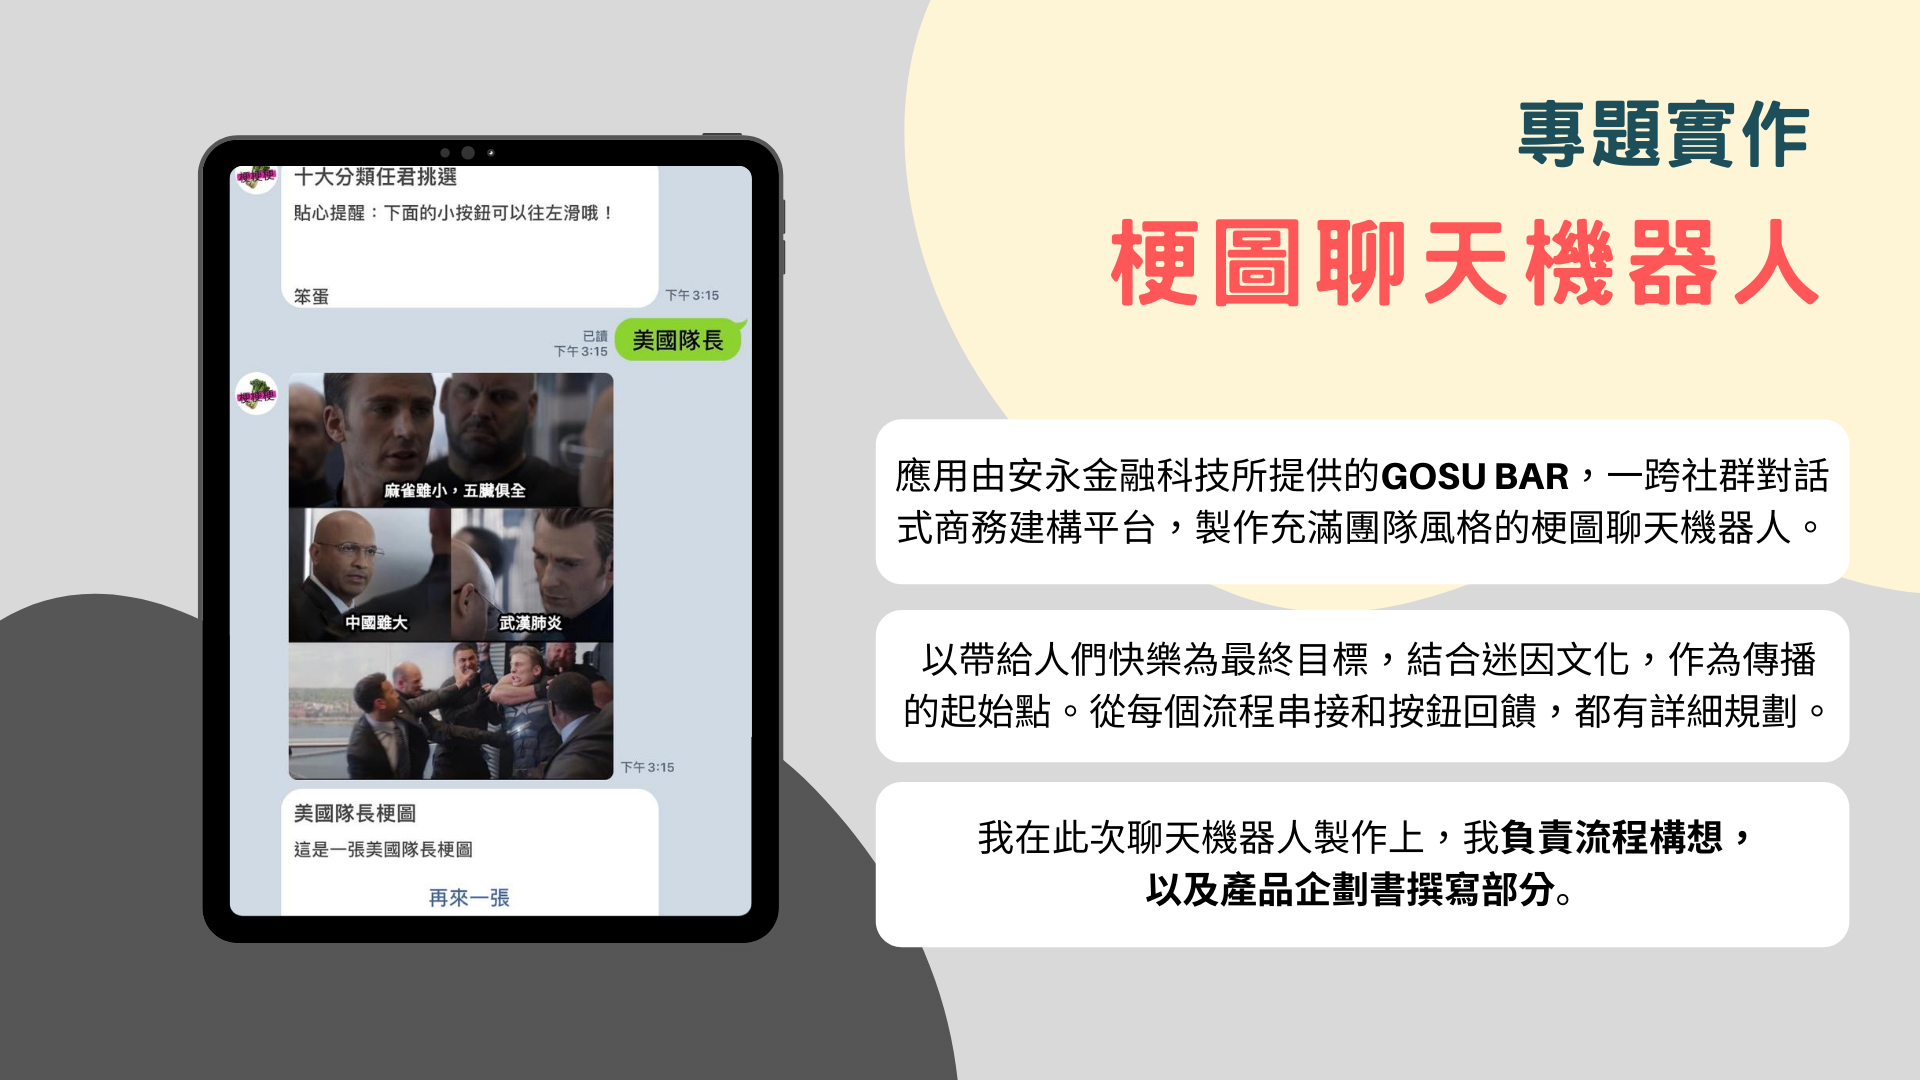 專題實作
梗圖聊天機器人
梗梗梗
十大分類任君挑選
貼心提醒：下面的小按鈕可以往左滑哦！
笨蛋
下午 3:15
已讀
下午 3:15
美國隊長
梗梗梗
麻雀雖小，五臟俱全
中國雖大
武漢肺炎
下午 3:15
美國隊長梗圖
這是一張美國隊長梗圖
再來一張
應用由安永金融科技所提供的GOSU BAR，一跨社群對話
式商務建構平台，製作充滿團隊風格的梗圖聊天機器人。
以帶給人們快樂為最終目標，結合迷因文化，作為傳播
的起始點。從每個流程串接和按鈕回饋，都有詳細規劃。
我在此次聊天機器人製作上，我負責流程構想，
以及產品企劃書撰寫部分。